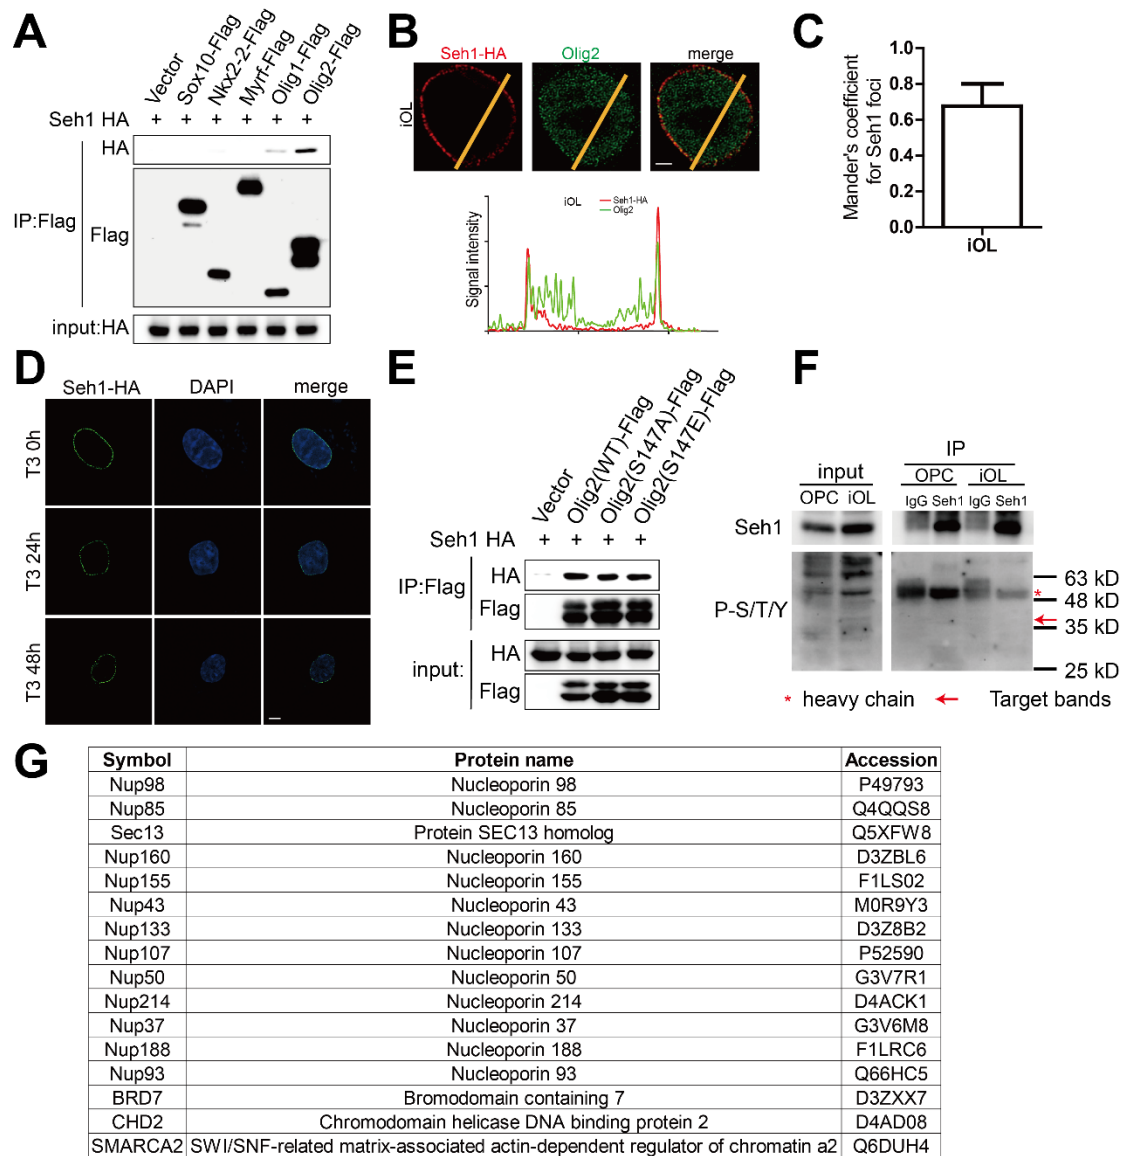 A
Vector
Sox10-Flag
Nkx2-2-Flag
Myrf-Flag
Olig1-Flag
Olig2-Flag
Seh1 HA + + + + + +
HA
IP:Flag
Flag
input:HA
B
Seh1-HA Olig2 merge
iOL
Signal intensity
iOL
Seh1-HA
Olig2
C
Mander's coefficient
for Seh1 foci
1.0
0.8
0.6
0.4
0.2
0.0
iOL
D
Seh1-HA DAPI merge
T3 0h
T3 24h
T3 48h
E
Vector
Olig2(WT)-Flag
Olig2(S147A)-Flag
Olig2(S147E)-Flag
Seh1 HA + + + +
IP:Flag
HA
Flag
input:
HA
Flag
F
input
OPC iOL
IP
OPC iOL
IgG Seh1 IgG Seh1
Seh1
P-S/T/Y
63 kD
*
48 kD
35 kD
25 kD
* heavy chain ← Target bands
G
Symbol Protein name Accession
Nup98 Nucleoporin 98 P49793
Nup85 Nucleoporin 85 Q4QQS8
Sec13 Protein SEC13 homolog Q5XFW8
Nup160 Nucleoporin 160 D3ZBL6
Nup155 Nucleoporin 155 F1LS02
Nup43 Nucleoporin 43 M0R9Y3
Nup133 Nucleoporin 133 D3Z8B2
Nup107 Nucleoporin 107 P52590
Nup50 Nucleoporin 50 G3V7R1
Nup214 Nucleoporin 214 D4ACK1
Nup37 Nucleoporin 37 G3V6M8
Nup188 Nucleoporin 188 F1LRC6
Nup93 Nucleoporin 93 Q66HC5
BRD7 Bromodomain containing 7 D3ZXX7
CHD2 Chromodomain helicase DNA binding protein 2 D4AD08
SMARCA2 SWI/SNF-related matrix-associated actin-dependent regulator of chromatin a2 Q6DUH4